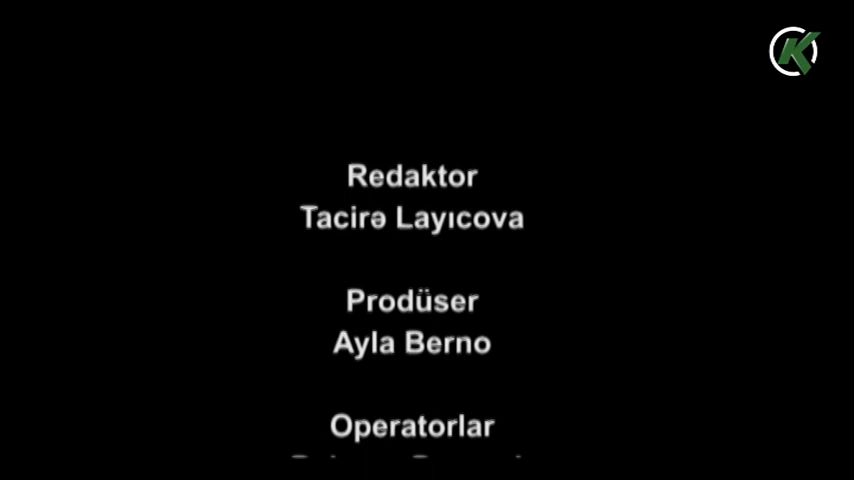 K
Redaktor
Tacirə Layıcova
Prodüser
Ayla Berno
Operatorlar